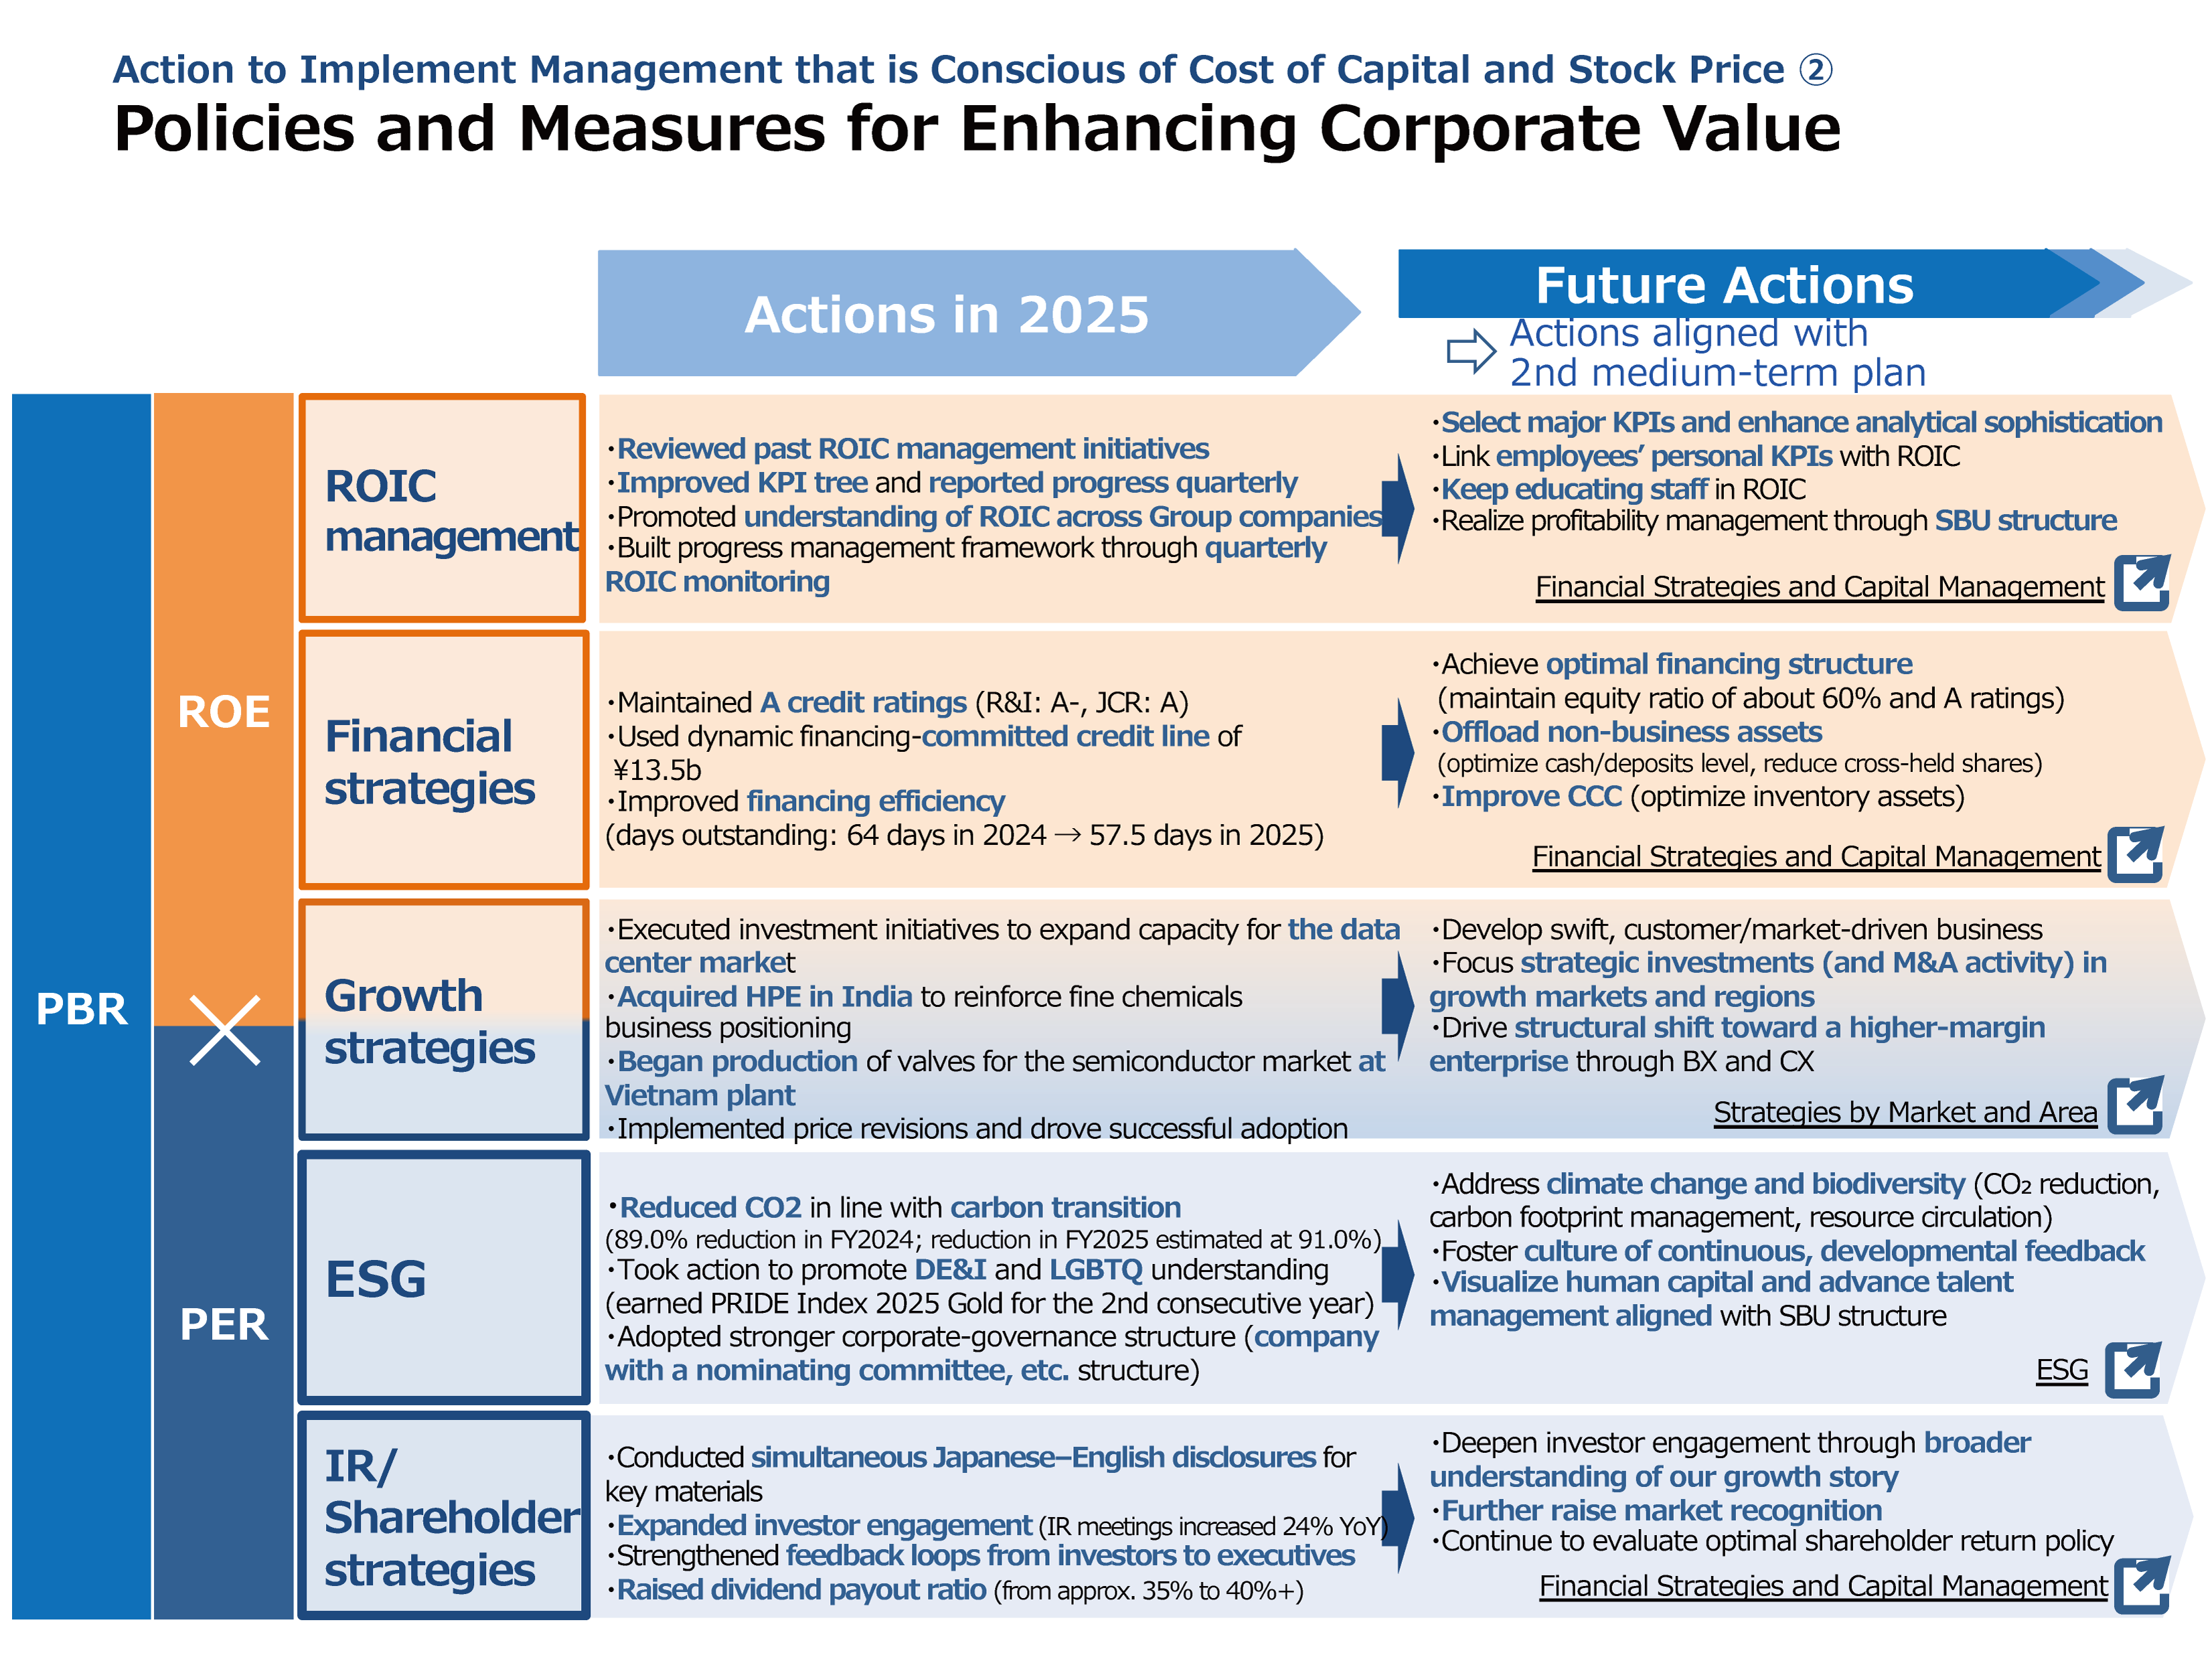 Action to Implement Management that is Conscious of Cost of Capital and Stock Price ②
Policies and Measures for Enhancing Corporate Value
Actions in 2025
Future Actions
Actions aligned with
2nd medium-term plan
PBR
ROE
PER
ROIC
management
・Reviewed past ROIC management initiatives
・Improved KPI tree and reported progress quarterly
・Promoted understanding of ROIC across Group companies
・Built progress management framework through quarterly
ROIC monitoring
・Select major KPIs and enhance analytical sophistication
・Link employees’ personal KPIs with ROIC
・Keep educating staff in ROIC
・Realize profitability management through SBU structure
Financial Strategies and Capital Management
Financial
strategies
・Maintained A credit ratings (R&I: A-, JCR: A)
・Used dynamic financing-committed credit line of
¥13.5b
・Improved financing efficiency
(days outstanding: 64 days in 2024 → 57.5 days in 2025)
・Achieve optimal financing structure
(maintain equity ratio of about 60% and A ratings)
・Offload non-business assets
(optimize cash/deposits level, reduce cross-held shares)
・Improve CCC (optimize inventory assets)
Financial Strategies and Capital Management
Growth
strategies
・Executed investment initiatives to expand capacity for the data
center market
・Acquired HPE in India to reinforce fine chemicals
business positioning
・Began production of valves for the semiconductor market at
Vietnam plant
・Implemented price revisions and drove successful adoption
・Develop swift, customer/market-driven business
・Focus strategic investments (and M&A activity) in
growth markets and regions
・Drive structural shift toward a higher-margin
enterprise through BX and CX
Strategies by Market and Area
ESG
・Reduced CO2 in line with carbon transition
(89.0% reduction in FY2024; reduction in FY2025 estimated at 91.0%)
・Took action to promote DE&I and LGBTQ understanding
(earned PRIDE Index 2025 Gold for the 2nd consecutive year)
・Adopted stronger corporate-governance structure (company
with a nominating committee, etc. structure)
・Address climate change and biodiversity (CO₂ reduction,
carbon footprint management, resource circulation)
・Foster culture of continuous, developmental feedback
・Visualize human capital and advance talent
management aligned with SBU structure
ESG
IR/
Shareholder
strategies
・Conducted simultaneous Japanese–English disclosures for
key materials
・Expanded investor engagement (IR meetings increased 24% YoY)
・Strengthened feedback loops from investors to executives
・Raised dividend payout ratio (from approx. 35% to 40%+)
・Deepen investor engagement through broader
understanding of our growth story
・Further raise market recognition
・Continue to evaluate optimal shareholder return policy
Financial Strategies and Capital Management